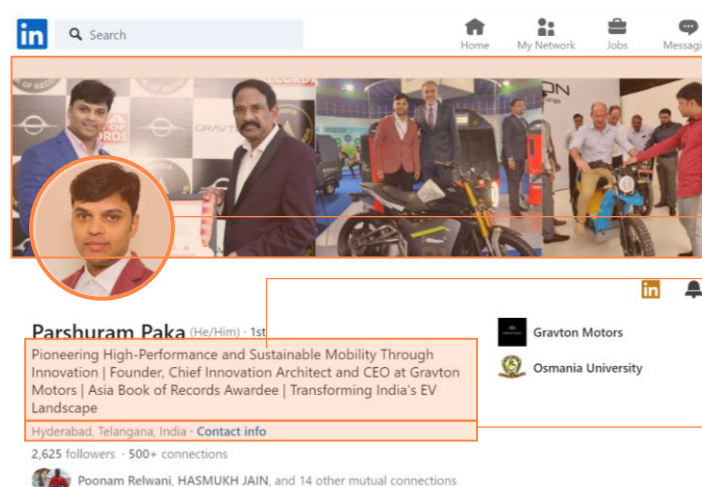 in
Search
Home
My Network
Jobs
Messagi
GRAVT
Parshuram Paka (He/Him) · 1st
Pioneering High-Performance and Sustainable Mobility Through
Innovation | Founder, Chief Innovation Architect and CEO at Gravton
Motors | Asia Book of Records Awardee | Transforming India's EV
Landscape
Hyderabad, Telangana, India · Contact info
2,625 followers · 500+ connections
Poonam Relwani, HASMUKH JAIN, and 14 other mutual connections
in
Gravton Motors
Osmania University